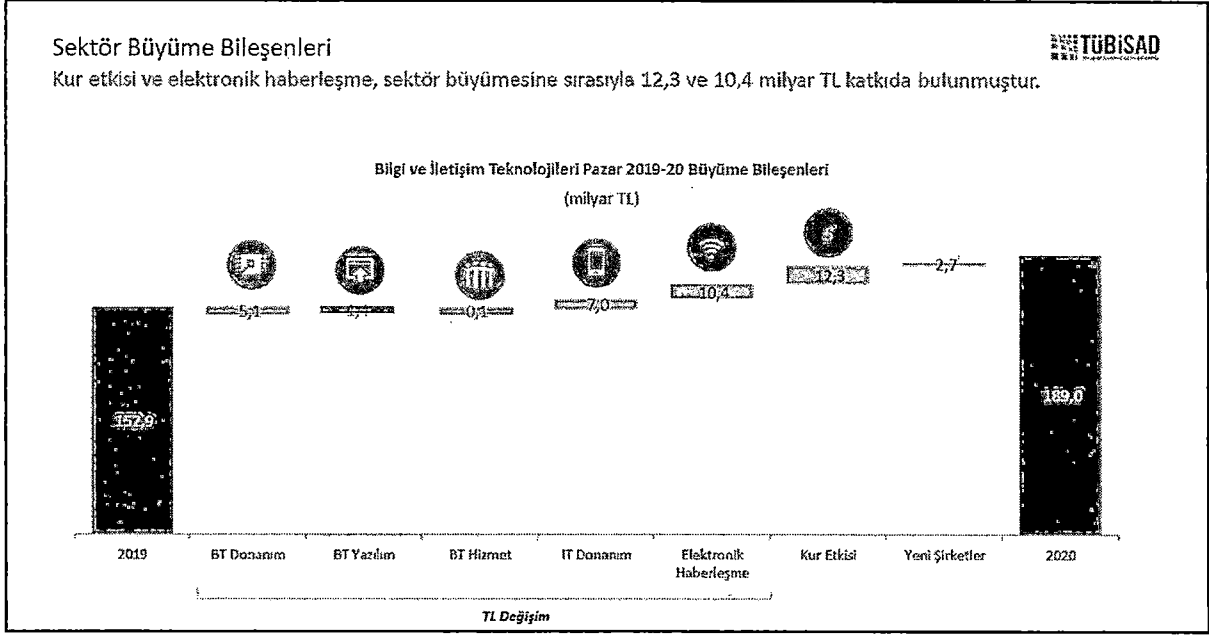 Sektör Büyüme Bileşenleri
TÜBİSAD
Kur etkisi ve elektronik haberleşme, sektör büyümesine sırasıyla 12,3 ve 10,4 milyar TL katkıda bulunmuştur.
Bilgi ve İletişim Teknolojileri Pazar 2019-20 Büyüme Bileşenleri
(milyar TL)
152,9
5,1
0,1
7,0
10,4
12,3
2,7
189,0
2019
BT Donanım
BT Yazılım
BT Hizmet
IT Donanım
Elektronik
Haberleşme
Kur Etkisi
Yeni Şirketler
2020
TL Değişim